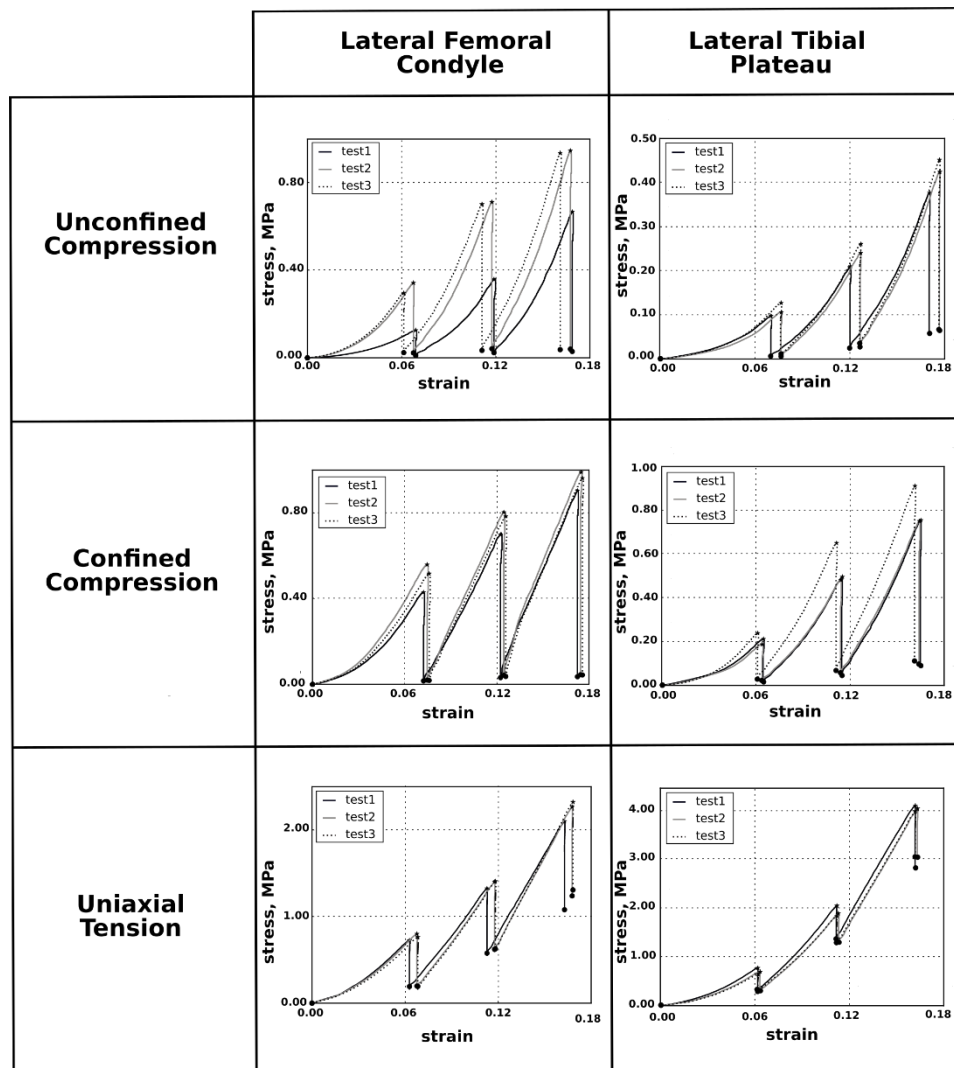 Lateral Femoral
Condyle
Lateral Tibial
Plateau
Unconfined
Compression
stress, MPa
0.80
0.40
0.00
test1
test2
test3
0.00
0.06
0.12
0.18
strain
stress, MPa
0.50
0.40
0.30
0.20
0.10
0.00
test1
test2
test3
0.00
0.06
0.12
0.18
strain
Confined
Compression
stress, MPa
0.80
0.40
0.00
test1
test2
test3
0.00
0.06
0.12
0.18
strain
stress, MPa
1.00
0.80
0.60
0.40
0.20
0.00
test1
test2
test3
0.00
0.06
0.12
0.18
strain
Uniaxial
Tension
stress, MPa
2.00
1.00
0.00
test1
test2
test3
0.00
0.06
0.12
0.18
strain
stress, MPa
4.00
3.00
2.00
1.00
0.00
test1
test2
test3
0.00
0.06
0.12
0.18
strain